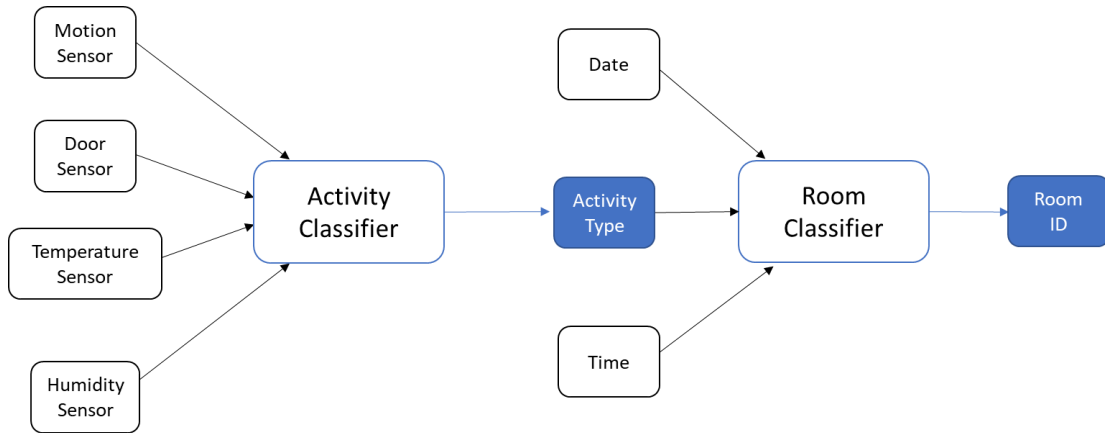 Motion
Sensor
Door
Sensor
Temperature
Sensor
Humidity
Sensor
Activity
Classifier
Activity
Type
Date
Time
Room
Classifier
Room
ID